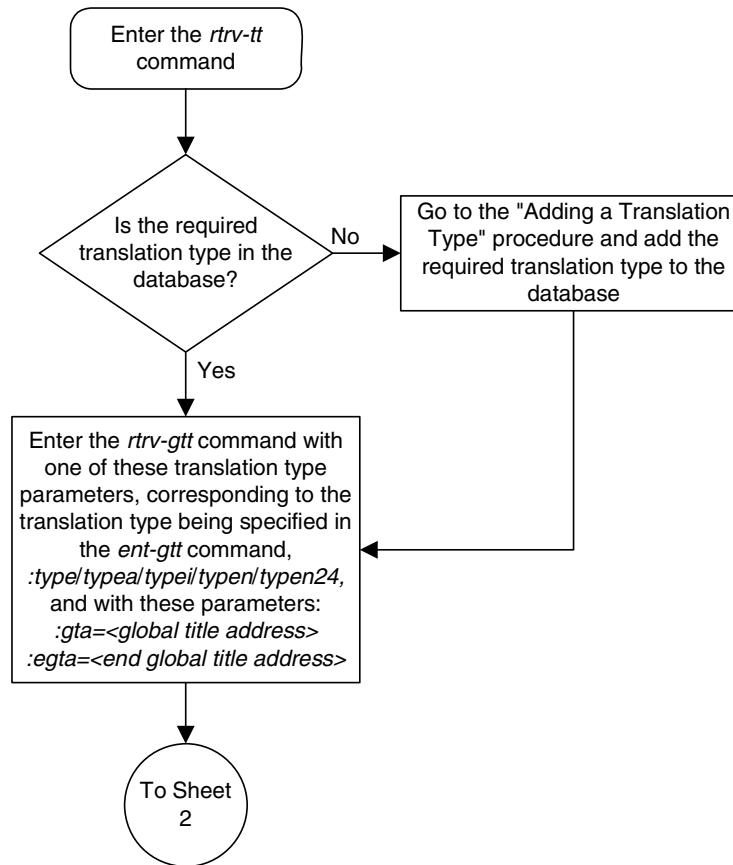 Enter the rtrv-tt
command
Is the required
translation type in the
database?
No
Go to the "Adding a Translation
Type" procedure and add the
required translation type to the
database
Yes
Enter the rtrv-gtt command with
one of these translation type
parameters, corresponding to the
translation type being specified in
the ent-gtt command,
:type/typea/typei/typen/typen24,
and with these parameters:
:gta=<global title address>
:egta=<end global title address>
To Sheet
2